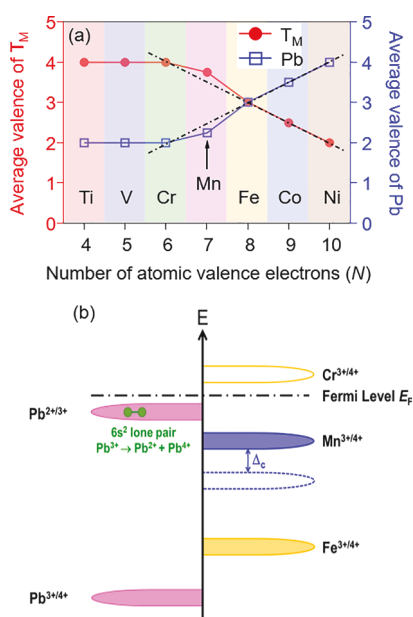 (a)
T_M
Pb
Average valence of T_M
Average valence of Pb
5
4
3
2
1
0
5
4
3
2
1
0
Mn
Ti
V
Cr
Fe
Co
Ni
4
5
6
7
8
9
10
Number of atomic valence electrons (N)
(b)
E
Cr3+/4+
Fermi Level E_F
Pb2+/3+
6s2 lone pair
Pb3+ → Pb2+ + Pb4+
Mn3+/4+
Δc
Fe3+/4+
Pb3+/4+